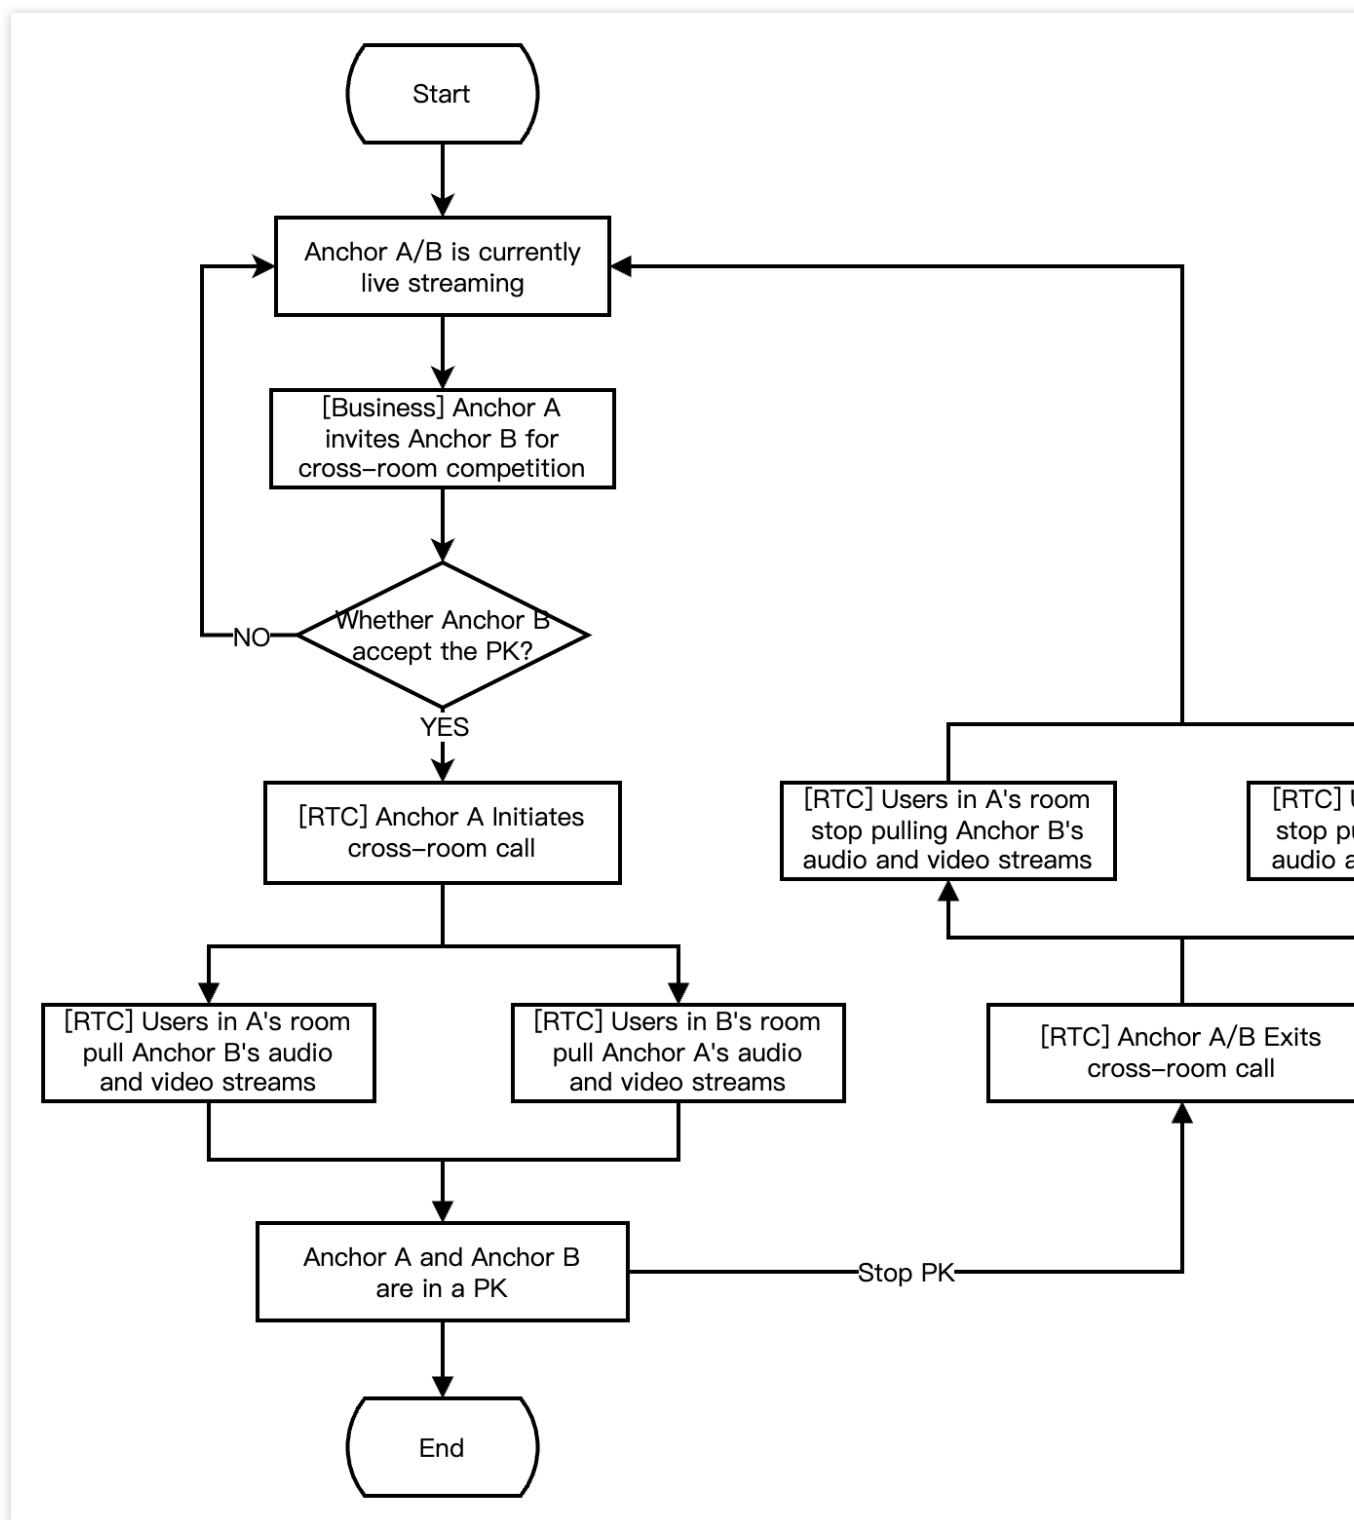 Start
Anchor A/B is currently
live streaming
[Business] Anchor A
invites Anchor B for
cross–room competition
Whether Anchor B
accept the PK?
NO
YES
[RTC] Anchor A Initiates
cross–room call
[RTC] Users in A's room
pull Anchor B's audio
and video streams
[RTC] Users in B's room
pull Anchor A's audio
and video streams
Anchor A and Anchor B
are in a PK
Stop PK
[RTC] Anchor A/B Exits
cross–room call
[RTC] Users in A's room
stop pulling Anchor B's
audio and video streams
[RTC]
stop
audio
End